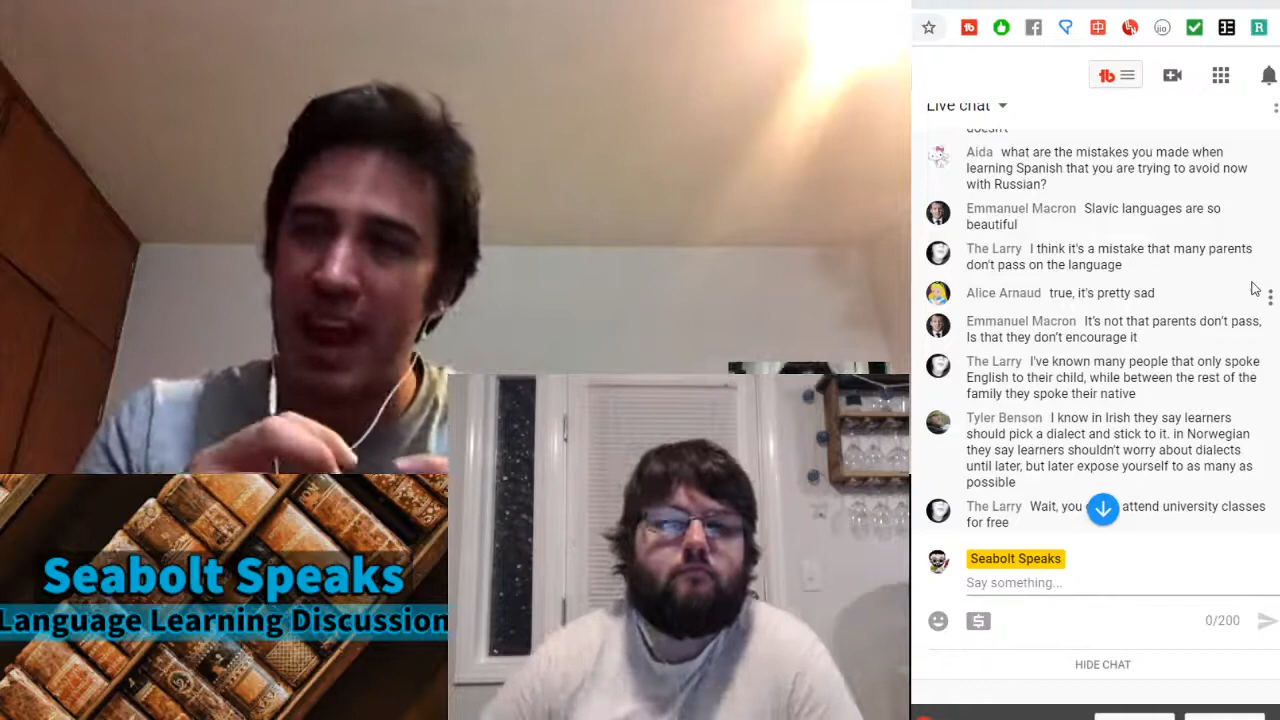 Live chat
doesn't
Aida what are the mistakes you made when
learning Spanish that you are trying to avoid now
with Russian?
Emmanuel Macron Slavic languages are so
beautiful
The Larry I think it's a mistake that many parents
don't pass on the language
Alice Arnaud true, it's pretty sad
Emmanuel Macron It's not that parents don't pass,
Is that they don't encourage it
The Larry I've known many people that only spoke
English to their child, while between the rest of the
family they spoke their native
Tyler Benson I know in Irish they say learners
should pick a dialect and stick to it. in Norwegian
they say learners shouldn't worry about dialects
until later, but later expose yourself to as many as
possible
The Larry Wait, you attend university classes
for free
Seabolt Speaks
Say something...
0/200
HIDE CHAT
Seabolt Speaks
Language Learning Discussion